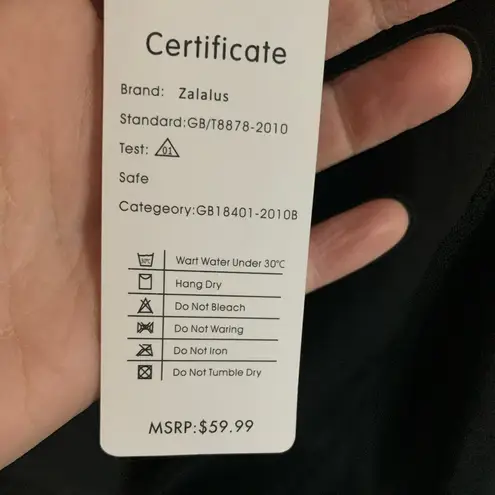 Certificate
Brand: Zalalus
Standard:GB/T8878-2010
Test: 01
Safe
Categeory:GB18401-2010B
30°C Wart Water Under 30°C
Hang Dry
Do Not Bleach
Do Not Waring
Do Not Iron
Do Not Tumble Dry
MSRP:$59.99